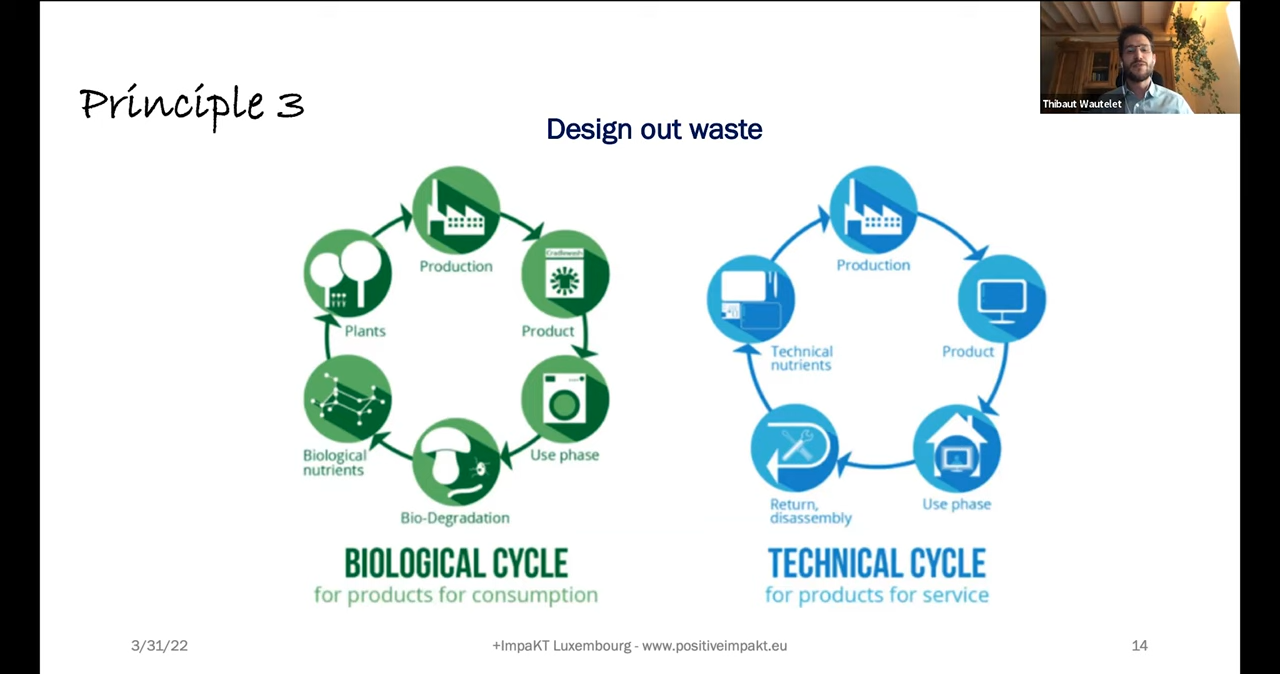 Thibaut Wautelet
Principle 3
Design out waste
Production
Cradlewash
Product
Use phase
Bio-Degradation
Biological
nutrients
Plants
BIOLOGICAL CYCLE
for products for consumption
Production
Product
Use phase
Return,
disassembly
Technical
nutrients
TECHNICAL CYCLE
for products for service
3/31/22
+ImpaKT Luxembourg - www.positiveimpakt.eu
14